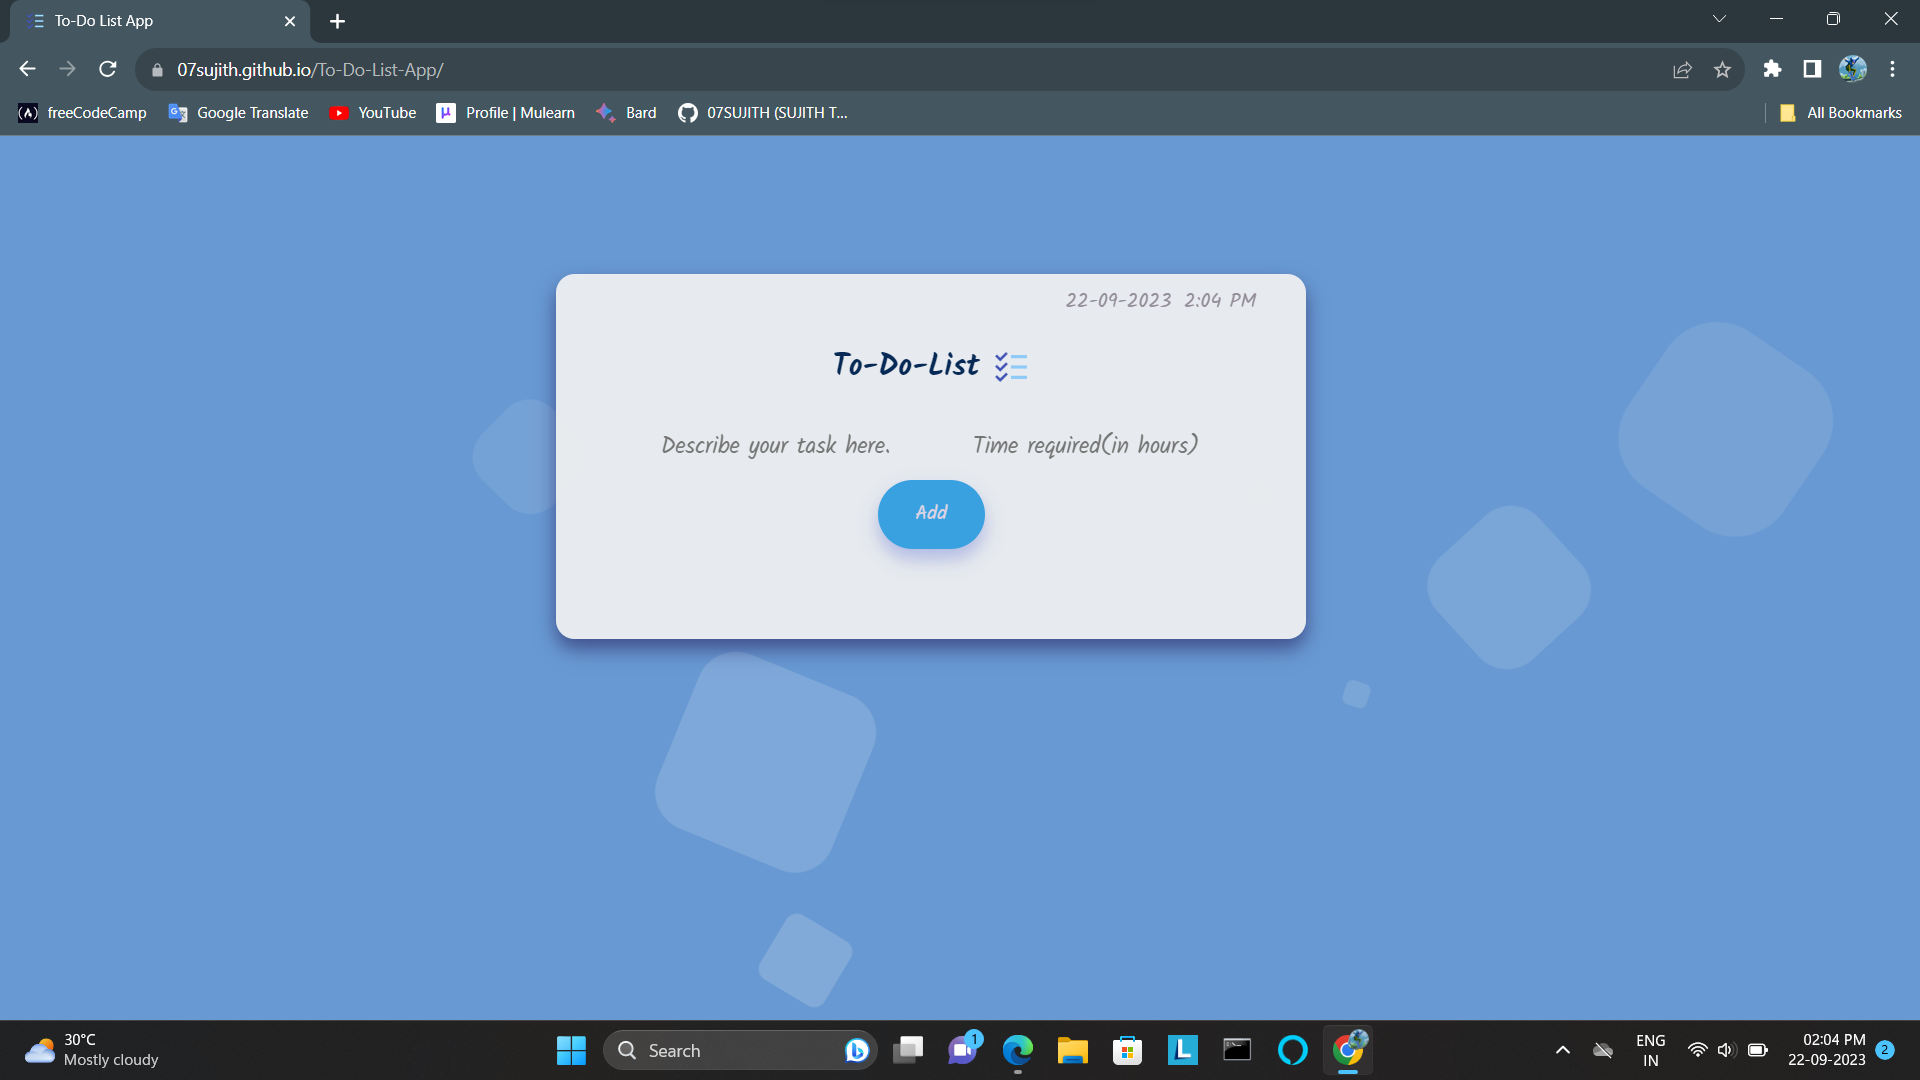 To-Do List App
07sujith.github.io/To-Do-List-App/
freeCodeCamp Google Translate YouTube Profile | Mulearn Bard 07SUJITH (SUJITH T... All Bookmarks
22-09-2023 2:04 PM
To-Do-List
Describe your task here. Time required(in hours)
Add
30°C
Mostly cloudy
Search
1
ENG
IN
02:04 PM
22-09-2023
2